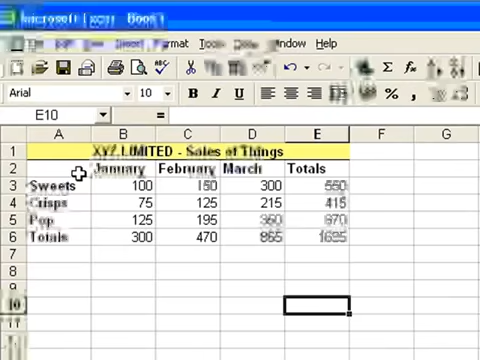 Microsoft Excel - Book1
Format Tools Window Help
Arial 10 B I U %
E10 =
A B C D E F G
1 XYZ LIMITED - Sales of Things
2 January February March Totals
3 Sweets 100 150 300 550
4 Crisps 75 125 215 415
5 Pop 125 195 350 670
6 Totals 300 470 865 1635
7
8
9
10
11